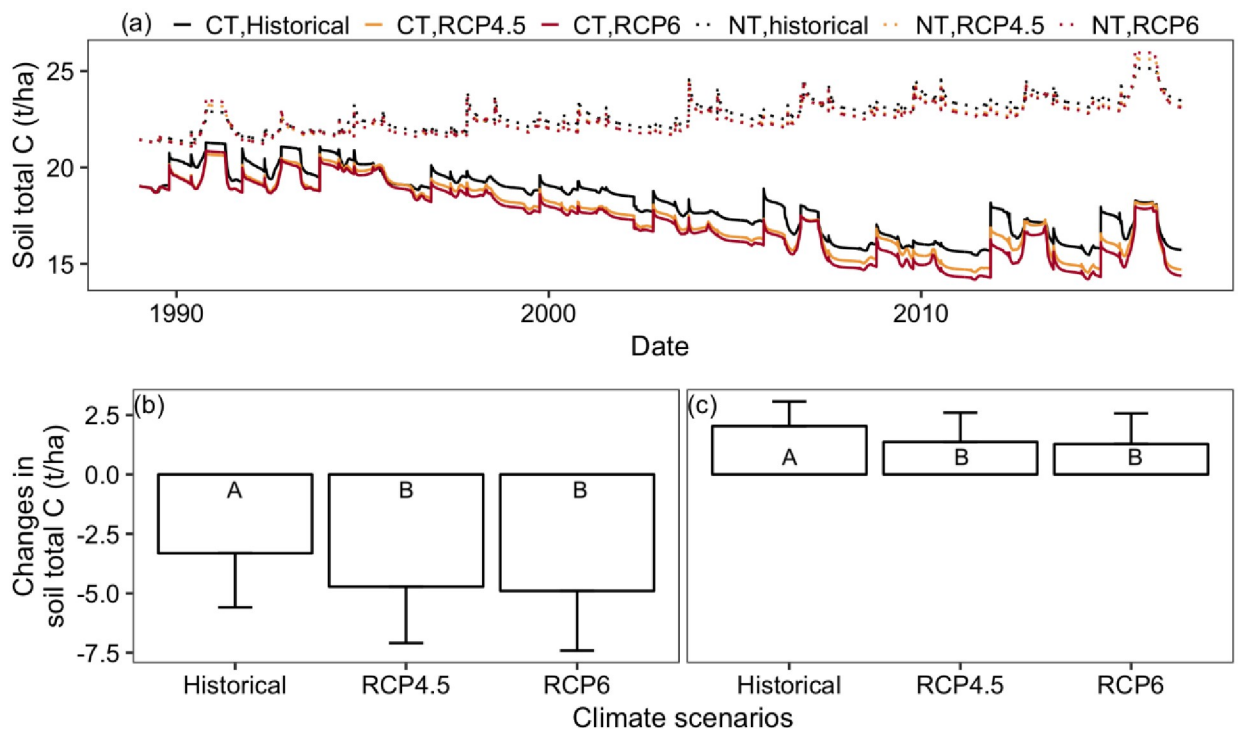 (a) CT,Historical CT,RCP4.5 CT,RCP6 NT,historical NT,RCP4.5 NT,RCP6
Soil total C (t/ha)
25
20
15
1990 2000 2010
Date
(b) (c)
Changes in
soil total C (t/ha)
2.5
0.0
-2.5
-5.0
-7.5
A B B
A B B
Historical RCP4.5 RCP6 Historical RCP4.5 RCP6
Climate scenarios